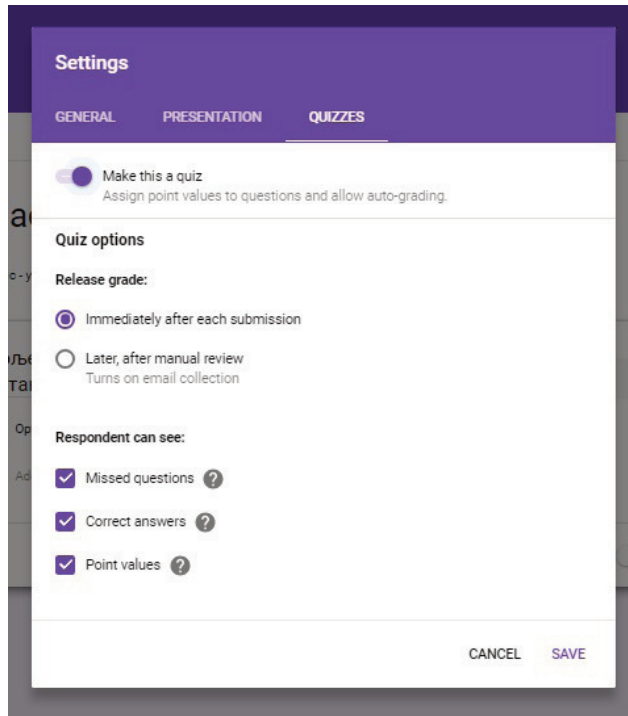 Settings
GENERAL PRESENTATION QUIZZES
Make this a quiz
Assign point values to questions and allow auto-grading.
Quiz options
Release grade:
Immediately after each submission
Later, after manual review
Turns on email collection
Respondent can see:
Missed questions ?
Correct answers ?
Point values ?
CANCEL SAVE